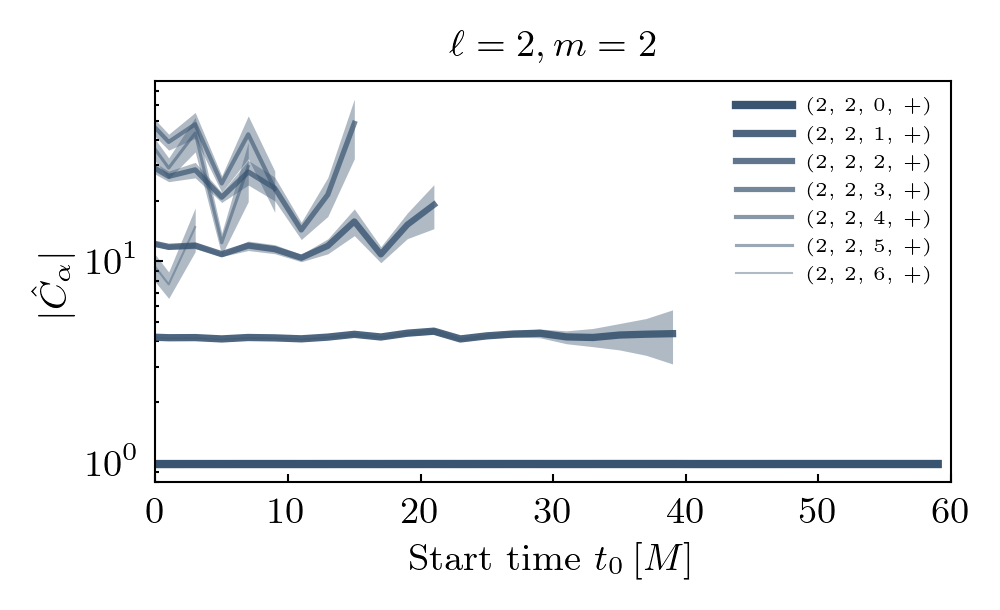 ℓ = 2, m = 2
(2, 2, 0, +)
(2, 2, 1, +)
(2, 2, 2, +)
(2, 2, 3, +)
(2, 2, 4, +)
(2, 2, 5, +)
(2, 2, 6, +)
|Ĉ_α|
10¹
10⁰
0 10 20 30 40 50 60
Start time t₀ [M]